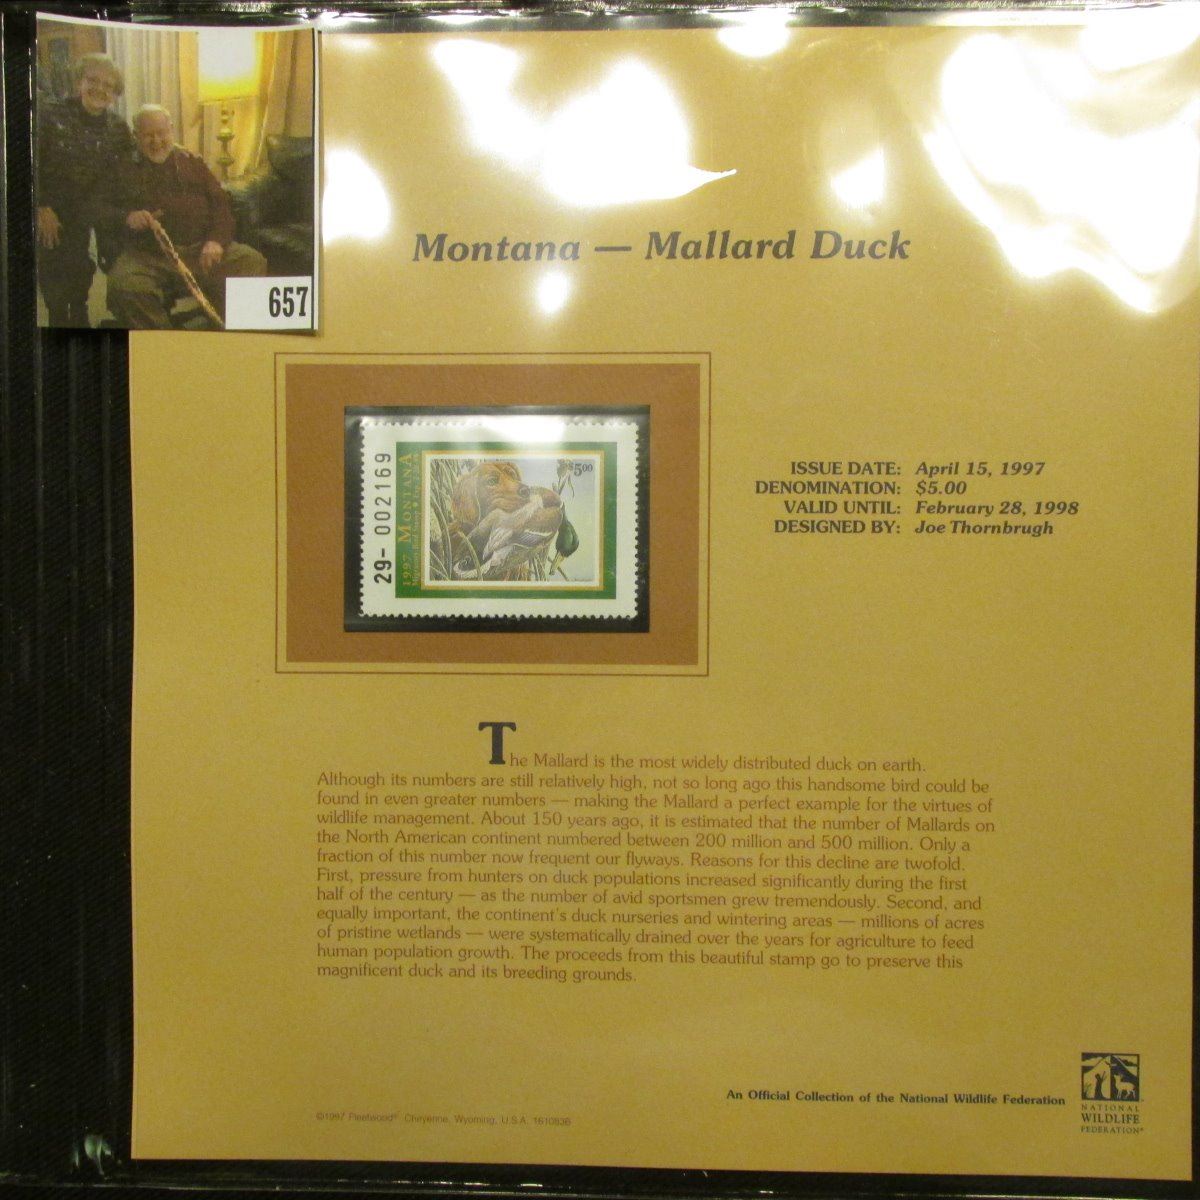 657
Montana — Mallard Duck
29- 002169
1997 MONTANA
$5.00
ISSUE DATE: April 15, 1997
DENOMINATION: $5.00
VALID UNTIL: February 28, 1998
DESIGNED BY: Joe Thornbrugh
The Mallard is the most widely distributed duck on earth.
Although its numbers are still relatively high, not so long ago this handsome bird could be
found in even greater numbers — making the Mallard a perfect example for the virtues of
wildlife management. About 150 years ago, it is estimated that the number of Mallards on
the North American continent numbered between 200 million and 500 million. Only a
fraction of this number now frequent our flyways. Reasons for this decline are twofold.
First, pressure from hunters on duck populations increased significantly during the first
half of the century — as the number of avid sportsmen grew tremendously. Second, and
equally important, the continent's duck nurseries and wintering areas — millions of acres
of pristine wetlands — were systematically drained over the years for agriculture to feed
human population growth. The proceeds from this beautiful stamp go to preserve this
magnificent duck and its breeding grounds.
An Official Collection of the National Wildlife Federation
NATIONAL
WILDLIFE
FEDERATION®
©1997 Fleetwood® Cheyenne, Wyoming, U.S.A. 1610836